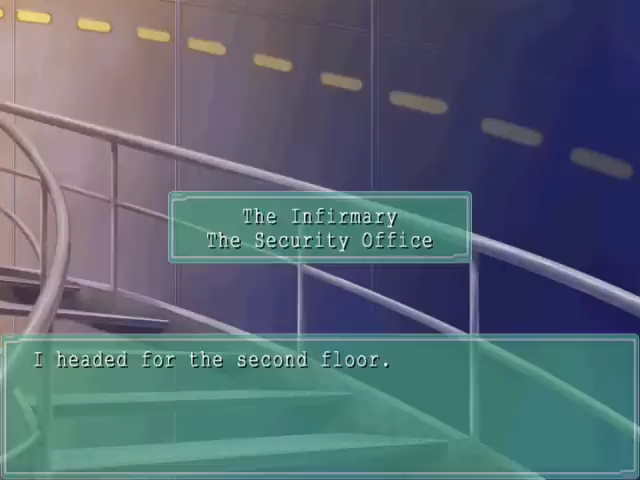 The Infirmary
The Security Office
I headed for the second floor.